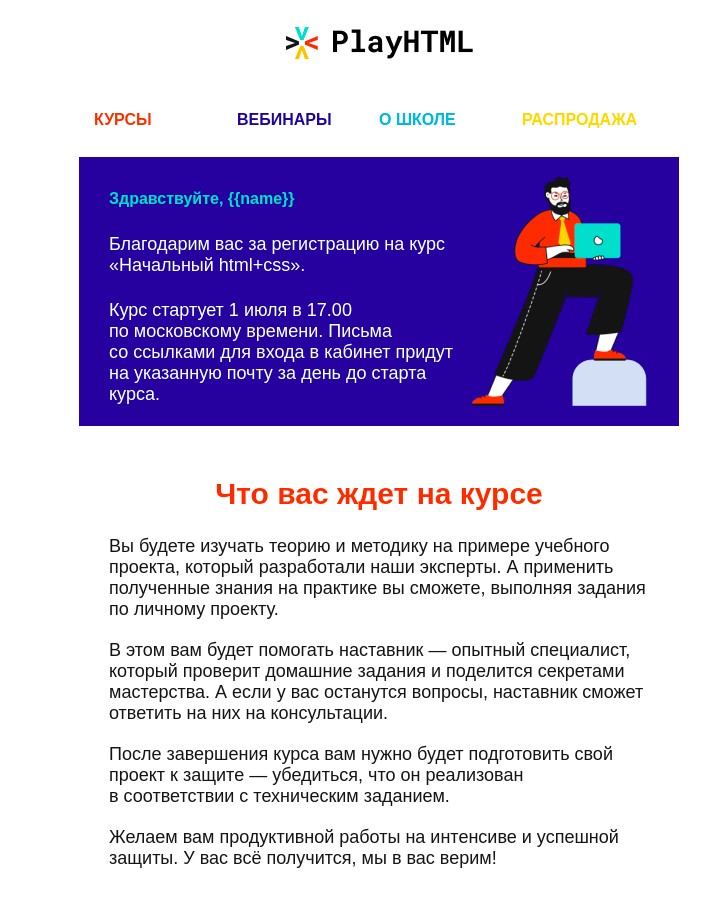 PlayHTML
КУРСЫ ВЕБИНАРЫ О ШКОЛЕ РАСПРОДАЖА
Здравствуйте, {{name}}
Благодарим вас за регистрацию на курс
«Начальный html+css».
Курс стартует 1 июля в 17.00
по московскому времени. Письма
со ссылками для входа в кабинет придут
на указанную почту за день до старта
курса.
Что вас ждет на курсе
Вы будете изучать теорию и методику на примере учебного
проекта, который разработали наши эксперты. А применить
полученные знания на практике вы сможете, выполняя задания
по личному проекту.
В этом вам будет помогать наставник — опытный специалист,
который проверит домашние задания и поделится секретами
мастерства. А если у вас останутся вопросы, наставник сможет
ответить на них на консультации.
После завершения курса вам нужно будет подготовить свой
проект к защите — убедиться, что он реализован
в соответствии с техническим заданием.
Желаем вам продуктивной работы на интенсиве и успешной
защиты. У вас всё получится, мы в вас верим!